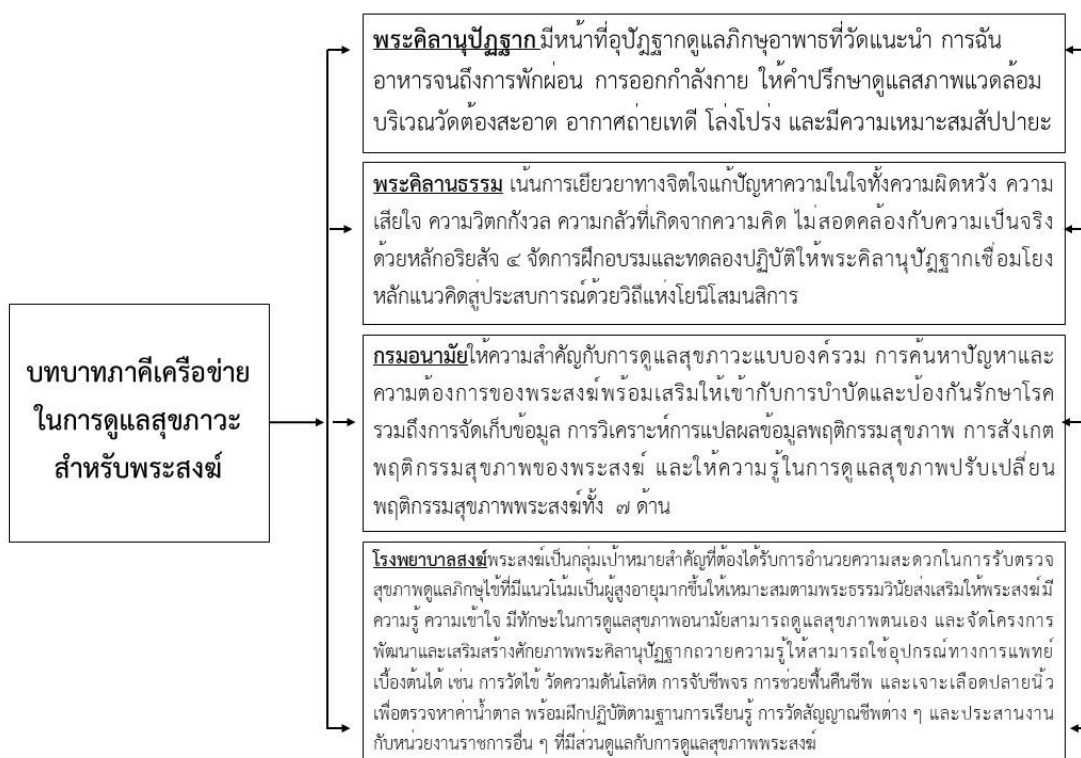 บทบาทภาคีเครือข่าย
ในการดูแลสุขภาวะ
สำหรับพระสงฆ์
พระคิลานุปัฏฐาก มีหน้าที่อุปัฏฐากดูแลภิกษุอาพาธที่วัดแนะนำ การฉัน
อาหารจนถึงการพักผ่อน การออกกำลังกาย ให้คำปรึกษาดูแลสภาพแวดล้อม
บริเวณวัดต้องสะอาด อากาศถ่ายเทดี โล่งโปร่ง และมีความเหมาะสมสัปปายะ
พระคิลานธรรม เน้นการเยียวยาทางจิตใจแก้ปัญหาความในใจทั้งความผิดหวัง ความ
เสียใจ ความวิตกกังวล ความกลัวที่เกิดจากความคิด ไม่สอดคล้องกับความเป็นจริง
ด้วยหลักอริยสัจ ๔ จัดการฝึกอบรมและทดลองปฏิบัติให้พระคิลานุปัฏฐากเชื่อมโยง
หลักแนวคิดสู่ประสบการณ์ด้วยวิถีแห่งโยนิโสมนสิการ
กรมอนามัยให้ความสำคัญกับการดูแลสุขภาวะแบบองค์รวม การค้นหาปัญหาและ
ความต้องการของพระสงฆ์พร้อมเสริมให้เข้ากับการบำบัดและป้องกันรักษาโรค
รวมถึงการจัดเก็บข้อมูล การวิเคราะห์การแปลผลข้อมูลพฤติกรรมสุขภาพ การสังเกต
พฤติกรรมสุขภาพของพระสงฆ์ และให้ความรู้ในการดูแลสุขภาพปรับเปลี่ยน
พฤติกรรมสุขภาพพระสงฆ์ทั้ง ๗ ด้าน
โรงพยาบาลสงฆ์พระสงฆ์เป็นกลุ่มเป้าหมายสำคัญที่ต้องได้รับการอำนวยความสะดวกในการรับตรวจ
สุขภาพดูแลภิกษุไข้ที่มีแนวโน้มเป็นผู้สูงอายุมากขึ้นให้เหมาะสมตามพระธรรมวินัยส่งเสริมให้พระสงฆ์มี
ความรู้ ความเข้าใจ มีทักษะในการดูแลสุขภาพอนามัยสามารถดูแลสุขภาพตนเอง และจัดโครงการ
พัฒนาและเสริมสร้างศักยภาพพระคิลานุปัฏฐากถวายความรู้ให้สามารถใช้อุปกรณ์ทางการแพทย์
เบื้องต้นได้ เช่น การวัดไข้ วัดความดันโลหิต การจับชีพจร การช่วยฟื้นคืนชีพ และเจาะเลือดปลายนิ้ว
เพื่อตรวจหาค่าน้ำตาล พร้อมฝึกปฏิบัติตามฐานการเรียนรู้ การวัดสัญญาณชีพต่าง ๆ และประสานงาน
กับหน่วยงานราชการอื่น ๆ ที่มีส่วนดูแลกับการดูแลสุขภาพพระสงฆ์